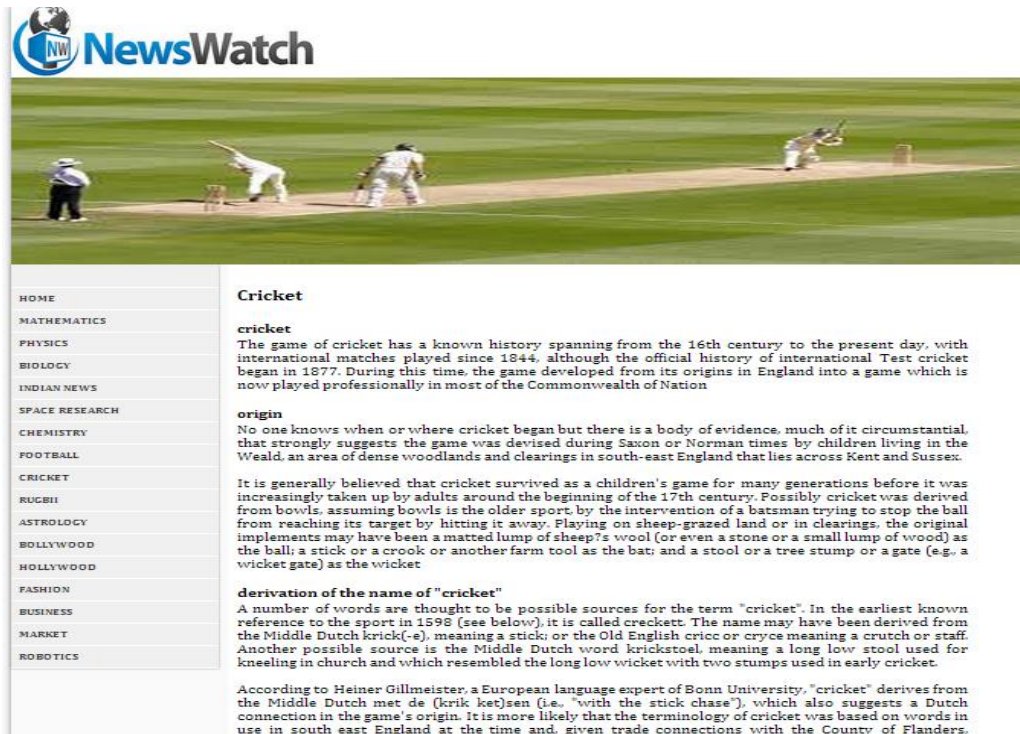 NW NewsWatch
HOME
MATHEMATICS
PHYSICS
BIOLOGY
INDIAN NEWS
SPACE RESEARCH
CHEMISTRY
FOOTBALL
CRICKET
RUGBII
ASTROLOGY
BOLLYWOOD
HOLLYWOOD
FASHION
BUSINESS
MARKET
ROBOTICS
Cricket
cricket
The game of cricket has a known history spanning from the 16th century to the present day, with
international matches played since 1844, although the official history of international Test cricket
began in 1877. During this time, the game developed from its origins in England into a game which is
now played professionally in most of the Commonwealth of Nation
origin
No one knows when or where cricket began but there is a body of evidence, much of it circumstantial,
that strongly suggests the game was devised during Saxon or Norman times by children living in the
Weald, an area of dense woodlands and clearings in south-east England that lies across Kent and Sussex.
It is generally believed that cricket survived as a children's game for many generations before it was
increasingly taken up by adults around the beginning of the 17th century. Possibly cricket was derived
from bowls, assuming bowls is the older sport, by the intervention of a batsman trying to stop the ball
from reaching its target by hitting it away. Playing on sheep-grazed land or in clearings, the original
implements may have been a matted lump of sheep?s wool (or even a stone or a small lump of wood) as
the ball; a stick or a crook or another farm tool as the bat; and a stool or a tree stump or a gate (e.g., a
wicket gate) as the wicket
derivation of the name of "cricket"
A number of words are thought to be possible sources for the term "cricket". In the earliest known
reference to the sport in 1598 (see below), it is called creckett. The name may have been derived from
the Middle Dutch krick(-e), meaning a stick; or the Old English cricc or cryce meaning a crutch or staff.
Another possible source is the Middle Dutch word krickstoel, meaning a long low stool used for
kneeling in church and which resembled the long low wicket with two stumps used in early cricket.
According to Heiner Gillmeister, a European language expert of Bonn University, "cricket" derives from
the Middle Dutch met de (krik ket)sen (i.e., "with the stick chase"), which also suggests a Dutch
connection in the game's origin. It is more likely that the terminology of cricket was based on words in
use in south east England at the time and, given trade connections with the County of Flanders,